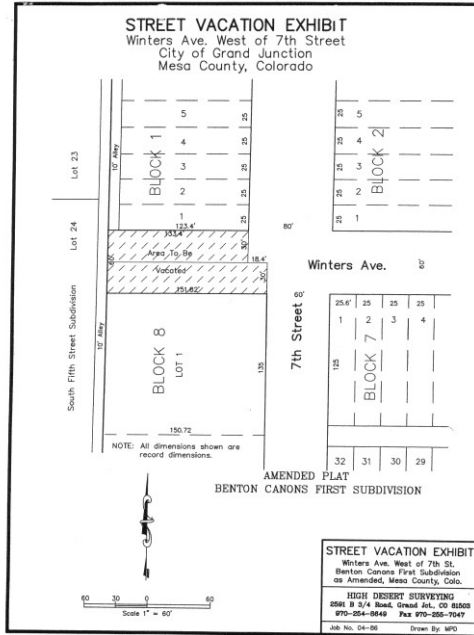 STREET VACATION EXHIBIT
Winters Ave. West of 7th Street
City of Grand Junction
Mesa County, Colorado
Lot 23
10' Alley
BLOCK 1
5
4
3
2
1
25
25
25
25
25
123.4'
133.4'
25
25
25
25
25
5
4
3
2
1
BLOCK 2
80'
Lot 24
60'
Area To Be
Vacated
30'
18.4'
30'
151.62'
Winters Ave.
60'
South Fifth Street Subdivision
10' Alley
BLOCK 8
LOT 1
135
150.72
60'
7th Street
25.6'
25
25
25
1
2
3
4
125
BLOCK 7
32
31
30
29
NOTE: All dimensions shown are
record dimensions.
AMENDED PLAT
BENTON CANONS FIRST SUBDIVISION
60
30
0
60
Scale 1" = 60'
STREET VACATION EXHIBIT
Winters Ave. West of 7th St.
Benton Canons First Subdivision
as Amended, Mesa County, Colo.
HIGH DESERT SURVEYING
2591 B 3/4 Road, Grand Jct., CO 81503
970-254-8649 Fax 970-255-7047
Job No. 04-86
Drawn By: MPD